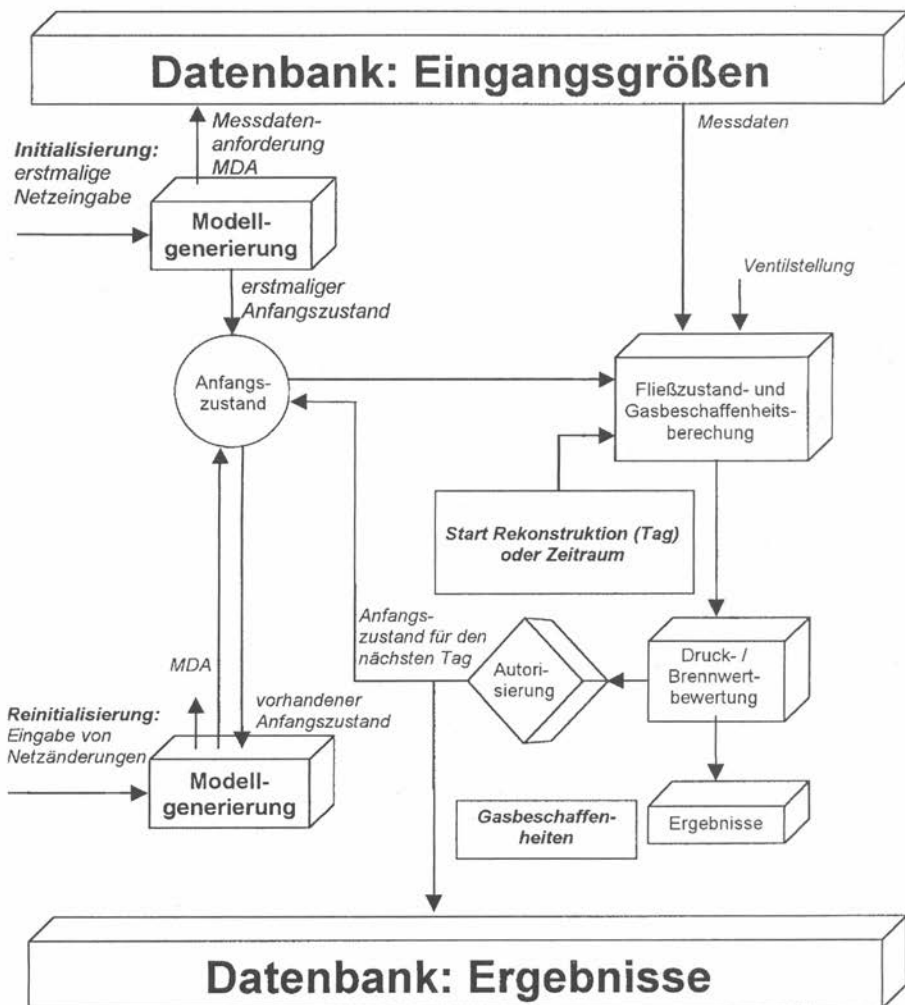 Datenbank: Eingangsgrößen
Messdaten-
anforderung
MDA
Messdaten
Initialisierung:
erstmalige
Netzeingabe
Modell-
generierung
erstmaliger
Anfangszustand
Ventilstellung
Anfangs-
zustand
Fließzustand- und
Gasbeschaffenheits-
berechung
Start Rekonstruktion (Tag)
oder Zeitraum
Anfangs-
zustand für den
nächsten Tag
Autori-
sierung
Druck- /
Brennwert-
bewertung
MDA
vorhandener
Anfangszustand
Reinitialisierung:
Eingabe von
Netzänderungen
Modell-
generierung
Gasbeschaffen-
heiten
Ergebnisse
Datenbank: Ergebnisse